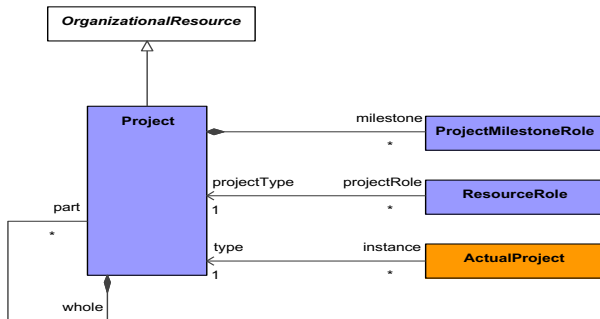 OrganizationalResource
Project
milestone
*
ProjectMilestoneRole
projectType
1
projectRole
*
ResourceRole
part
*
type
1
instance
*
ActualProject
whole